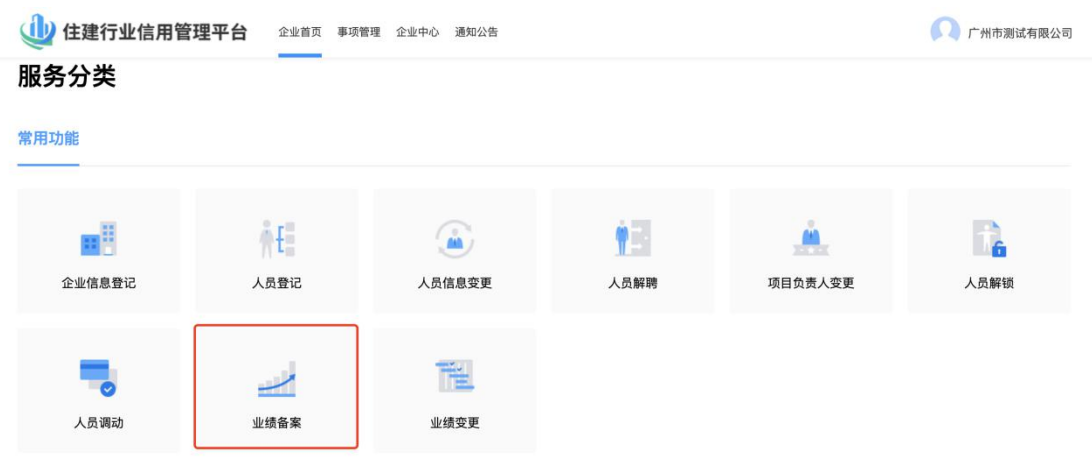 住建行业信用管理平台 企业首页 事项管理 企业中心 通知公告 广州市测试有限公司
服务分类
常用功能
企业信息登记 人员登记 人员信息变更 人员解聘 项目负责人变更 人员解锁
人员调动 业绩备案 业绩变更